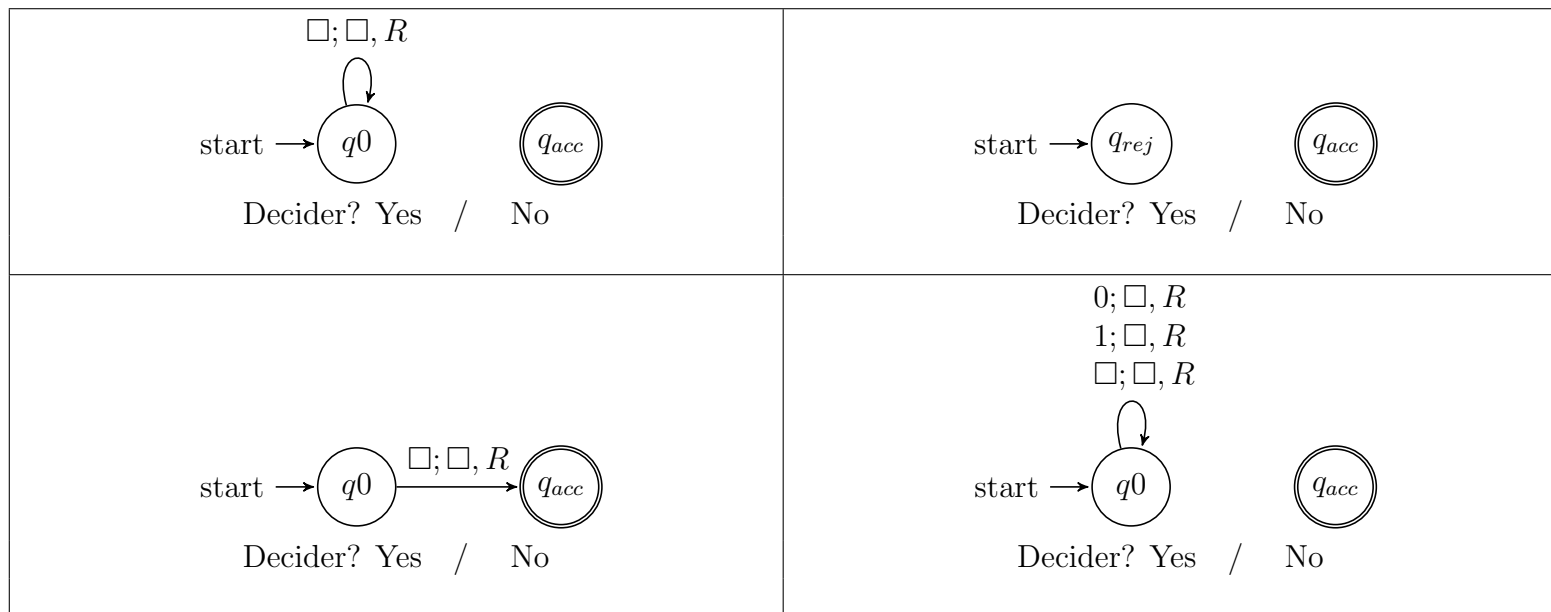 □; □, R
start q0 q_acc
Decider? Yes / No
start q_rej q_acc
Decider? Yes / No
□; □, R
start q0 q_acc
Decider? Yes / No
0; □, R
1; □, R
□; □, R
start q0 q_acc
Decider? Yes / No